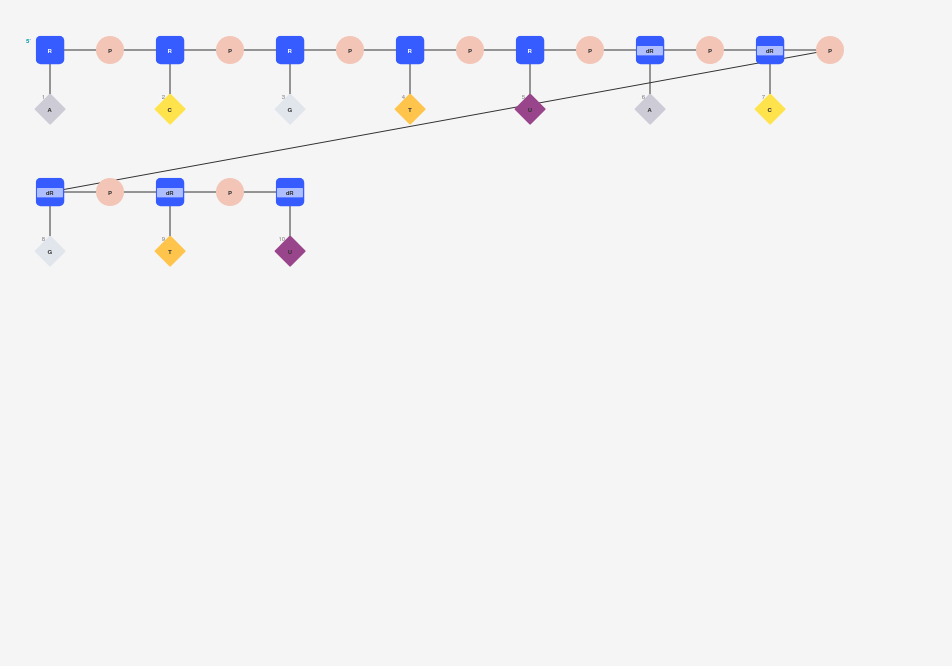 5'
R P R P R P R P R P dR P dR P
1 2 3 4 5 6 7
A C G T U A C
dR P dR P dR
8 9 10
G T U